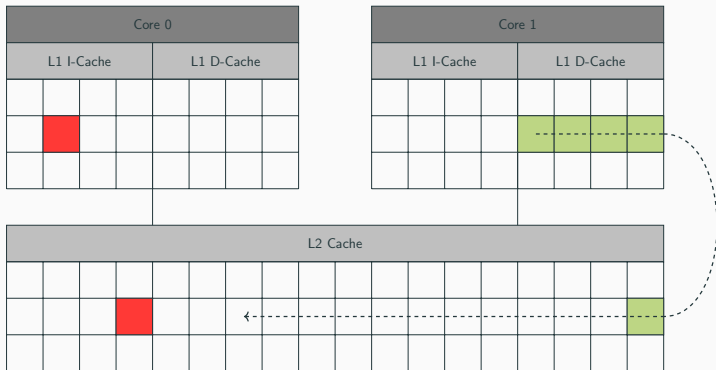 Core 0
Core 1
L1 I-Cache
L1 D-Cache
L1 I-Cache
L1 D-Cache
L2 Cache